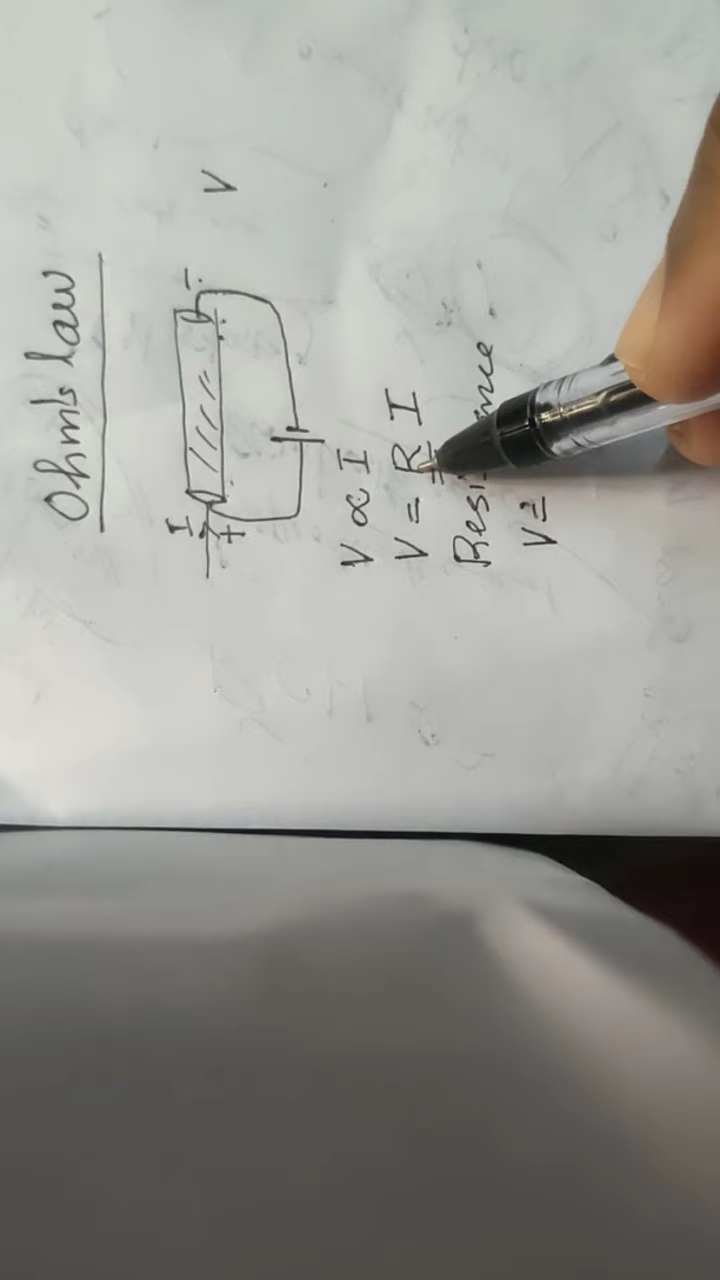 Ohm's law
I
+
-
V
V ∝ I
V = R I
V =